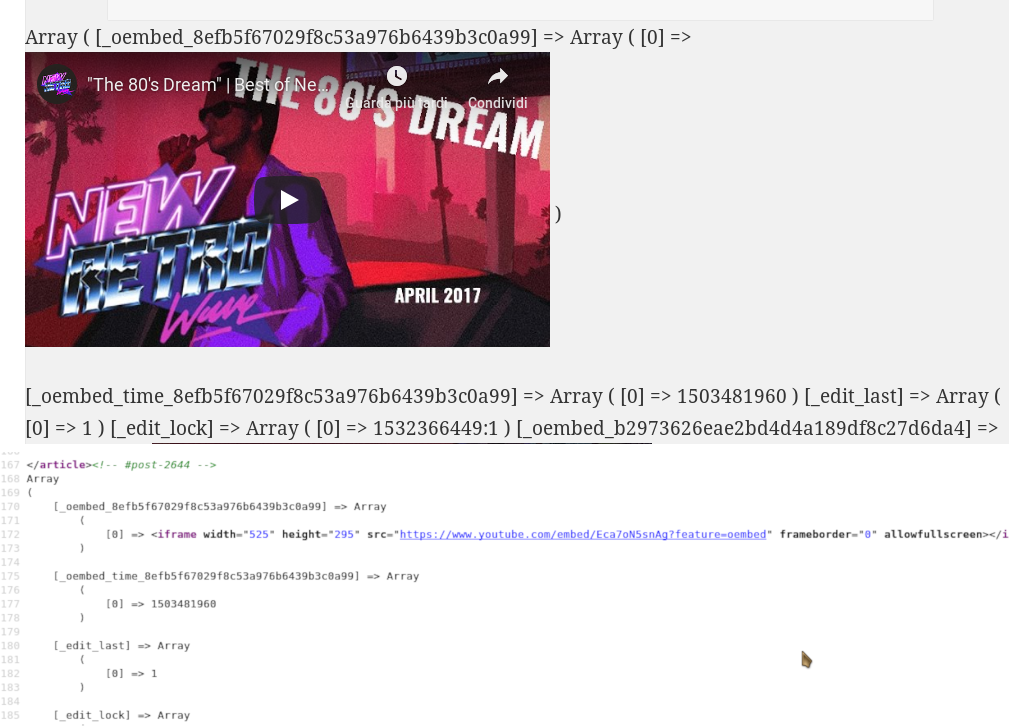 Array ( [_oembed_8efb5f67029f8c53a976b6439b3c0a99] => Array ( [0] =>
"The 80's Dream" | Best of Ne...
Guarda più tardi
Condividi
THE 80'S DREAM
NEW
RETRO
Wave
APRIL 2017
)
[_oembed_time_8efb5f67029f8c53a976b6439b3c0a99] => Array ( [0] => 1503481960 ) [_edit_last] => Array (
[0] => 1 ) [_edit_lock] => Array ( [0] => 1532366449:1 ) [_oembed_b2973626eae2bd4d4a189df8c27d6da4] =>
167 </article><!-- #post-2644 -->
168 Array
169 (
170 [_oembed_8efb5f67029f8c53a976b6439b3c0a99] => Array
171 (
172 [0] => <iframe width="525" height="295" src="https://www.youtube.com/embed/Eca7oN5snAg?feature=oembed" frameborder="0" allowfullscreen></i
173 )
174
175 [_oembed_time_8efb5f67029f8c53a976b6439b3c0a99] => Array
176 (
177 [0] => 1503481960
178 )
179
180 [_edit_last] => Array
181 (
182 [0] => 1
183 )
184
185 [_edit_lock] => Array